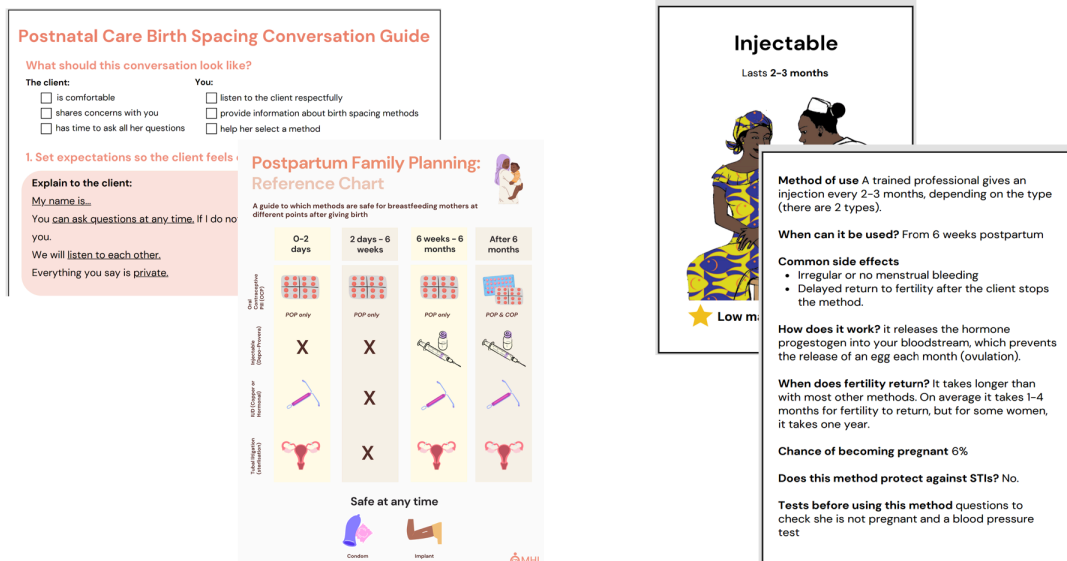 Postnatal Care Birth Spacing Conversation Guide
What should this conversation look like?
The client:
is comfortable
shares concerns with you
has time to ask all her questions
You:
listen to the client respectfully
provide information about birth spacing methods
help her select a method
1. Set expectations so the client feels
Explain to the client:
My name is...
You can ask questions at any time. If I do no
you.
We will listen to each other.
Everything you say is private.
Postpartum Family Planning:
Reference Chart
A guide to which methods are safe for breastfeeding mothers at
different points after giving birth
0-2
days
2 days - 6
weeks
6 weeks - 6
months
After 6
months
Oral
Contraceptive
Pill (OCP)
POP only
POP only
POP only
POP & COP
Injectable
(Depo-Provera)
X
X
IUD (Copper or
Hormonal)
X
Tubal litigation
(sterilisation)
X
Safe at any time
Condom
Implant
Injectable
Lasts 2-3 months
Low ma
Method of use A trained professional gives an
injection every 2-3 months, depending on the type
(there are 2 types).
When can it be used? From 6 weeks postpartum
Common side effects
• Irregular or no menstrual bleeding
• Delayed return to fertility after the client stops
the method.
How does it work? it releases the hormone
progestogen into your bloodstream, which prevents
the release of an egg each month (ovulation).
When does fertility return? It takes longer than
with most other methods. On average it takes 1-4
months for fertility to return, but for some women,
it takes one year.
Chance of becoming pregnant 6%
Does this method protect against STIs? No.
Tests before using this method questions to
check she is not pregnant and a blood pressure
test